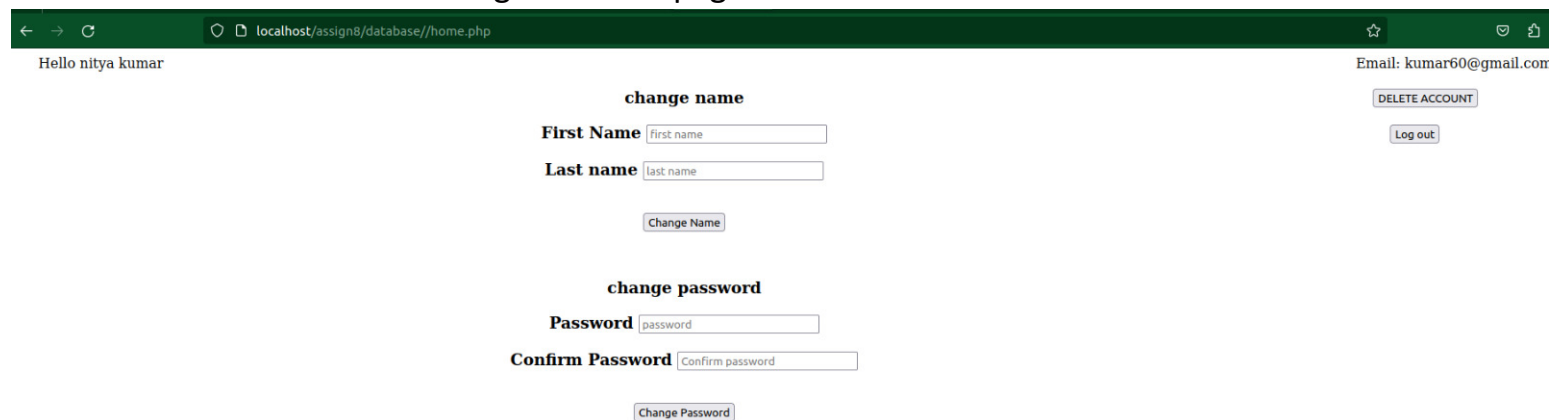 localhost/assign8/database//home.php
Hello nitya kumar
Email: kumar60@gmail.com
change name
DELETE ACCOUNT
First Name first name
Log out
Last name last name
Change Name
change password
Password password
Confirm Password Confirm password
Change Password